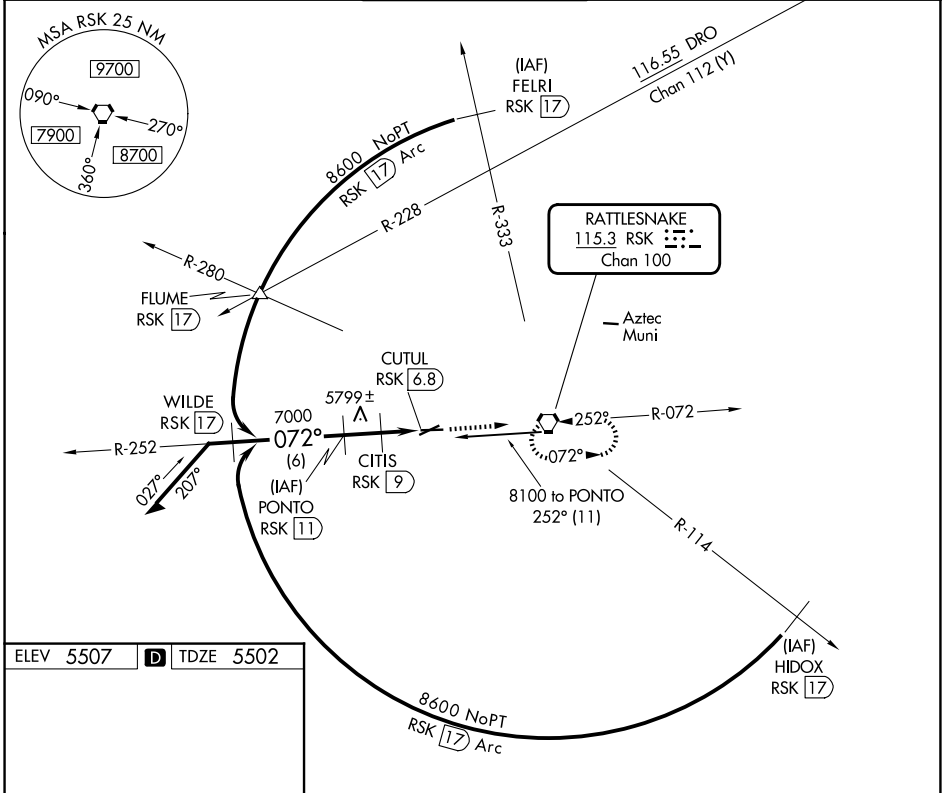 MSA RSK 25 NM
9700
090°
270°
7900
8700
360°
(IAF)
FELRI
RSK 17
116.55 DRO
Chan 112 (Y)
8600 NoPT
RSK 17 Arc
R-228
R-333
RATTLESNAKE
115.3 RSK
Chan 100
R-280
FLUME
RSK 17
Aztec
Muni
CUTUL
RSK 6.8
5799±
WILDE
RSK 17
7000
072°
(6)
R-252
252°
R-072
072°
CITIS
RSK 9
(IAF)
PONTO
RSK 11
027°
207°
8100 to PONTO
252° (11)
R-114
(IAF)
HIDOX
RSK 17
ELEV 5507 D TDZE 5502
8600 NoPT
RSK 17 Arc